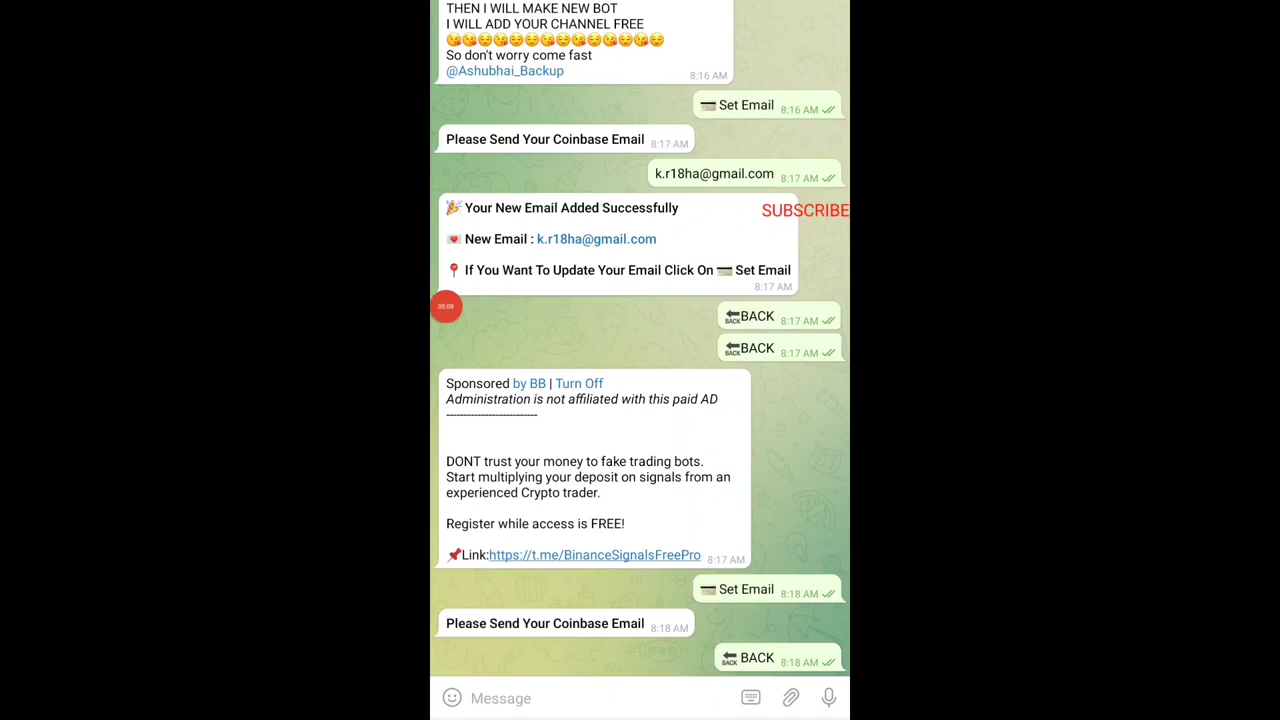 THEN I WILL MAKE NEW BOT
I WILL ADD YOUR CHANNEL FREE
😘😘😌😘😌😌😘😌😘😌😘😌😘😌
So don't worry come fast
@Ashubhai_Backup 8:16 AM
💳 Set Email 8:16 AM
Please Send Your Coinbase Email 8:17 AM
k.r18ha@gmail.com 8:17 AM
🎉 Your New Email Added Successfully
SUBSCRIBE
💌 New Email : k.r18ha@gmail.com
📍 If You Want To Update Your Email Click On 💳 Set Email
8:17 AM
05:09
🔙BACK 8:17 AM
🔙BACK 8:17 AM
Sponsored by BB | Turn Off
Administration is not affiliated with this paid AD
--------------------------
DONT trust your money to fake trading bots.
Start multiplying your deposit on signals from an
experienced Crypto trader.
Register while access is FREE!
📌Link:https://t.me/BinanceSignalsFreePro 8:17 AM
💳 Set Email 8:18 AM
Please Send Your Coinbase Email 8:18 AM
🔙 BACK 8:18 AM
Message